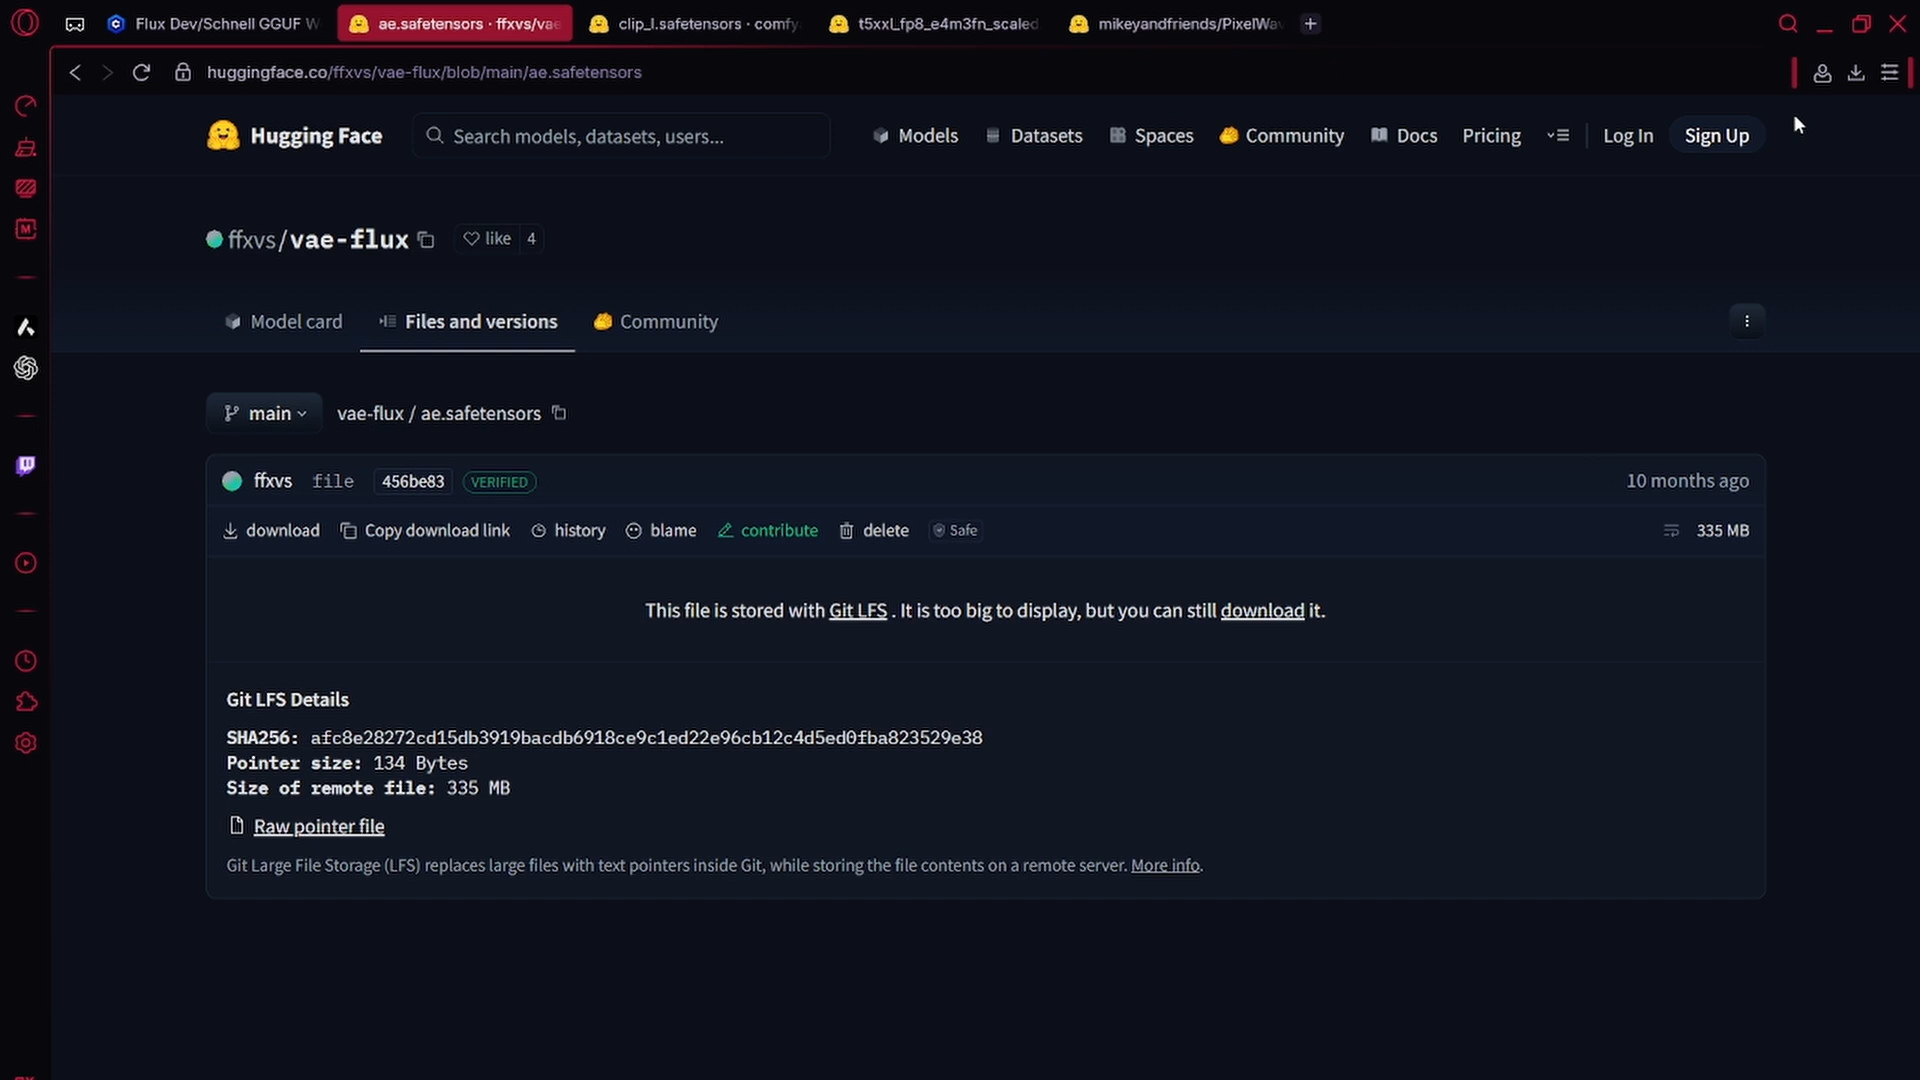 Flux Dev/Schnell GGUF W
ae.safetensors · ffxvs/vae
clip_l.safetensors · comfy
t5xxl_fp8_e4m3fn_scaled
mikeyandfriends/PixelWav
huggingface.co/ffxvs/vae-flux/blob/main/ae.safetensors
Hugging Face
Search models, datasets, users...
Models
Datasets
Spaces
Community
Docs
Pricing
Log In
Sign Up
ffxvs/vae-flux
like 4
Model card
Files and versions
Community
main
vae-flux / ae.safetensors
ffxvs file 456be83 VERIFIED
10 months ago
download
Copy download link
history
blame
contribute
delete
Safe
335 MB
This file is stored with Git LFS . It is too big to display, but you can still download it.
Git LFS Details
SHA256: afc8e28272cd15db3919bacdb6918ce9c1ed22e96cb12c4d5ed0fba823529e38
Pointer size: 134 Bytes
Size of remote file: 335 MB
Raw pointer file
Git Large File Storage (LFS) replaces large files with text pointers inside Git, while storing the file contents on a remote server. More info.